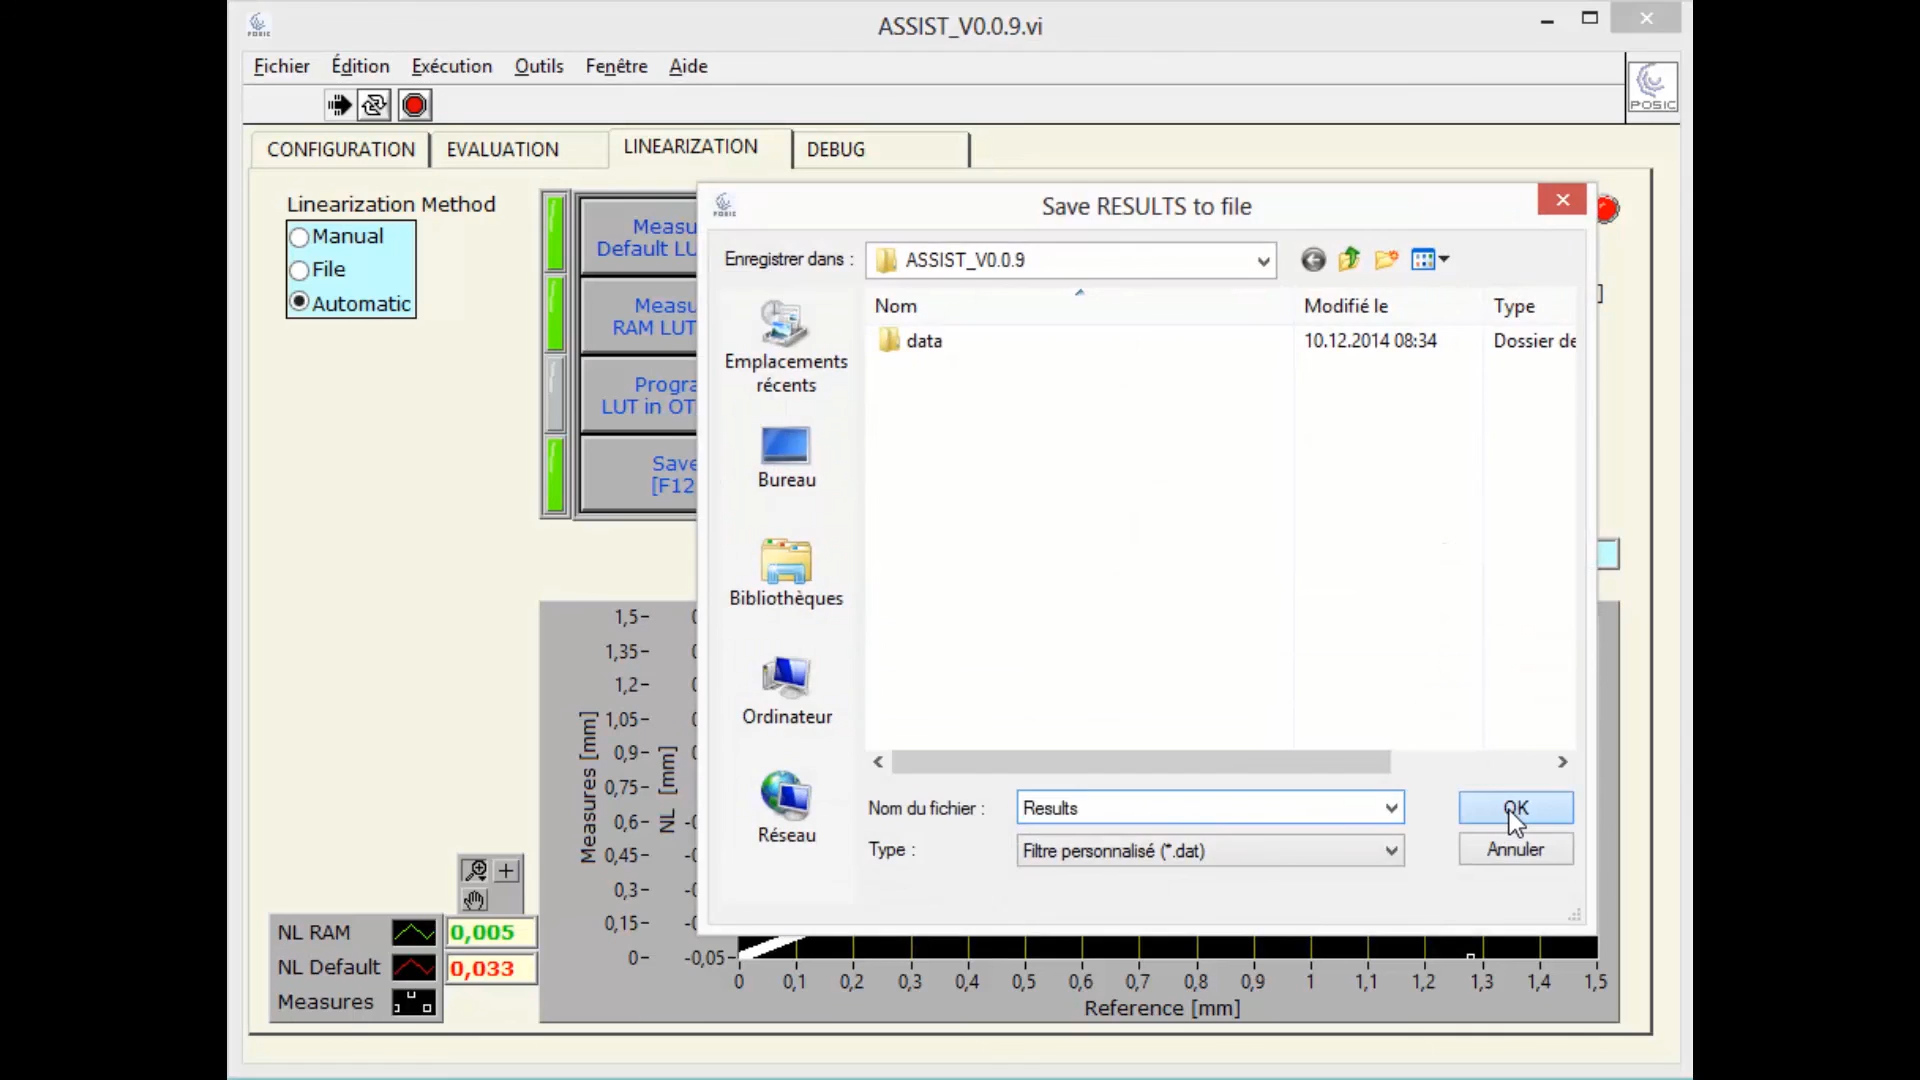 ASSIST_V0.0.9.vi
POSIC
Fichier Édition Exécution Outils Fenêtre Aide
POSIC
CONFIGURATION EVALUATION LINEARIZATION DEBUG
Linearization Method
Manual
File
Automatic
Measu
Default LU
Measu
RAM LUT
Progra
LUT in OT
Save
[F12
POSIC
Save RESULTS to file
Enregistrer dans : ASSIST_V0.0.9
Nom Modifié le Type
data 10.12.2014 08:34 Dossier de
Emplacements
récents
Bureau
Bibliothèques
Ordinateur
Réseau
Nom du fichier : Results OK
Type : Filtre personnalisé (*.dat) Annuler
Measures [mm]
NL [mm]
1,5
1,35
1,2
1,05
0,9
0,75
0,6
0,45
0,3
0,15
0 -0,05
0 0,1 0,2 0,3 0,4 0,5 0,6 0,7 0,8 0,9 1 1,1 1,2 1,3 1,4 1,5
Reference [mm]
NL RAM 0,005
NL Default 0,033
Measures